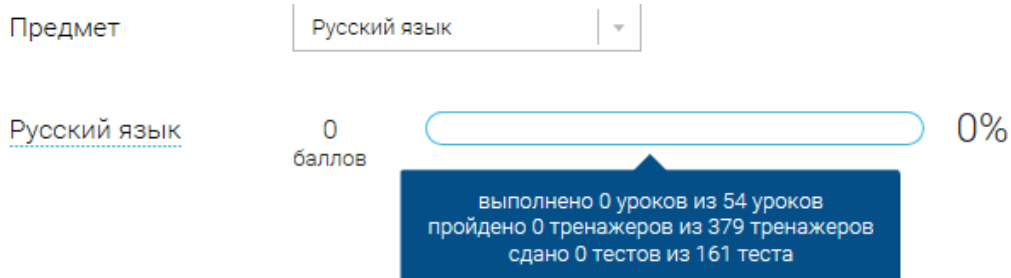 Предмет Русский язык
Русский язык 0 баллов 0%
выполнено 0 уроков из 54 уроков
пройдено 0 тренажеров из 379 тренажеров
сдано 0 тестов из 161 теста